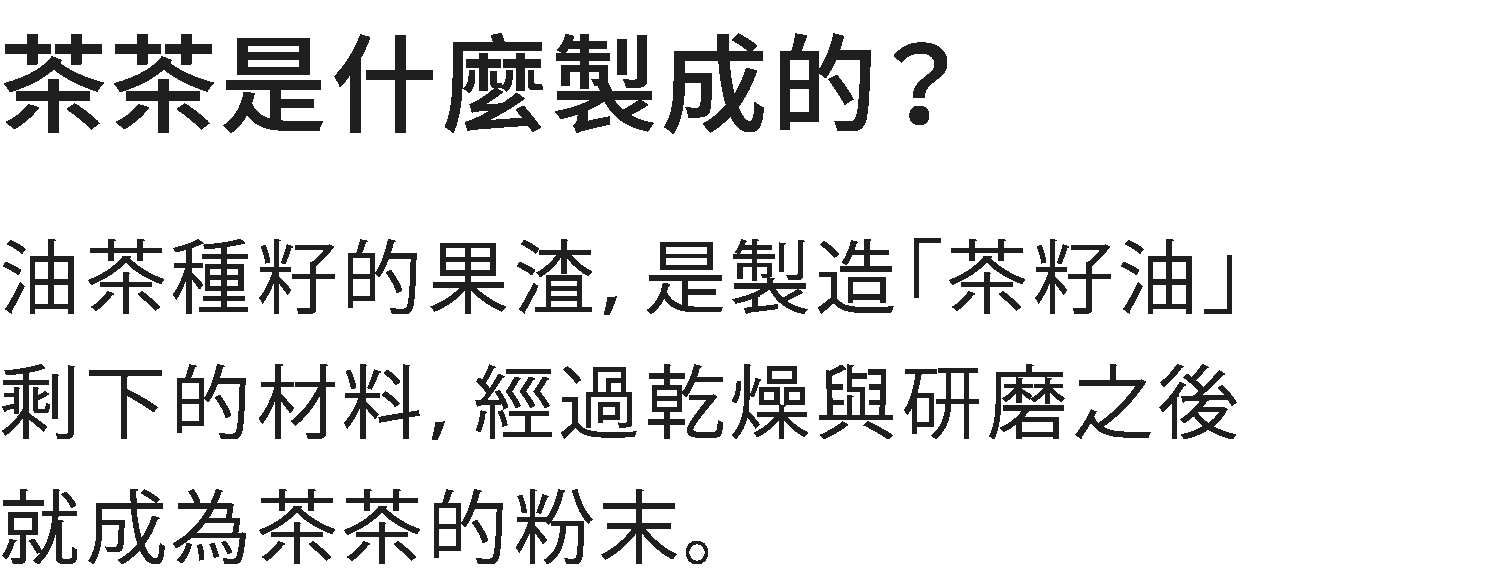 茶茶是什麼製成的？
油茶種籽的果渣, 是製造「茶籽油」
剩下的材料, 經過乾燥與研磨之後
就成為茶茶的粉末。